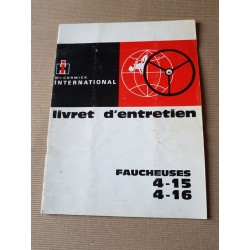 McCORMICK
INTERNATIONAL
livret d'entretien
FAUCHEUSES
4-15
4-16